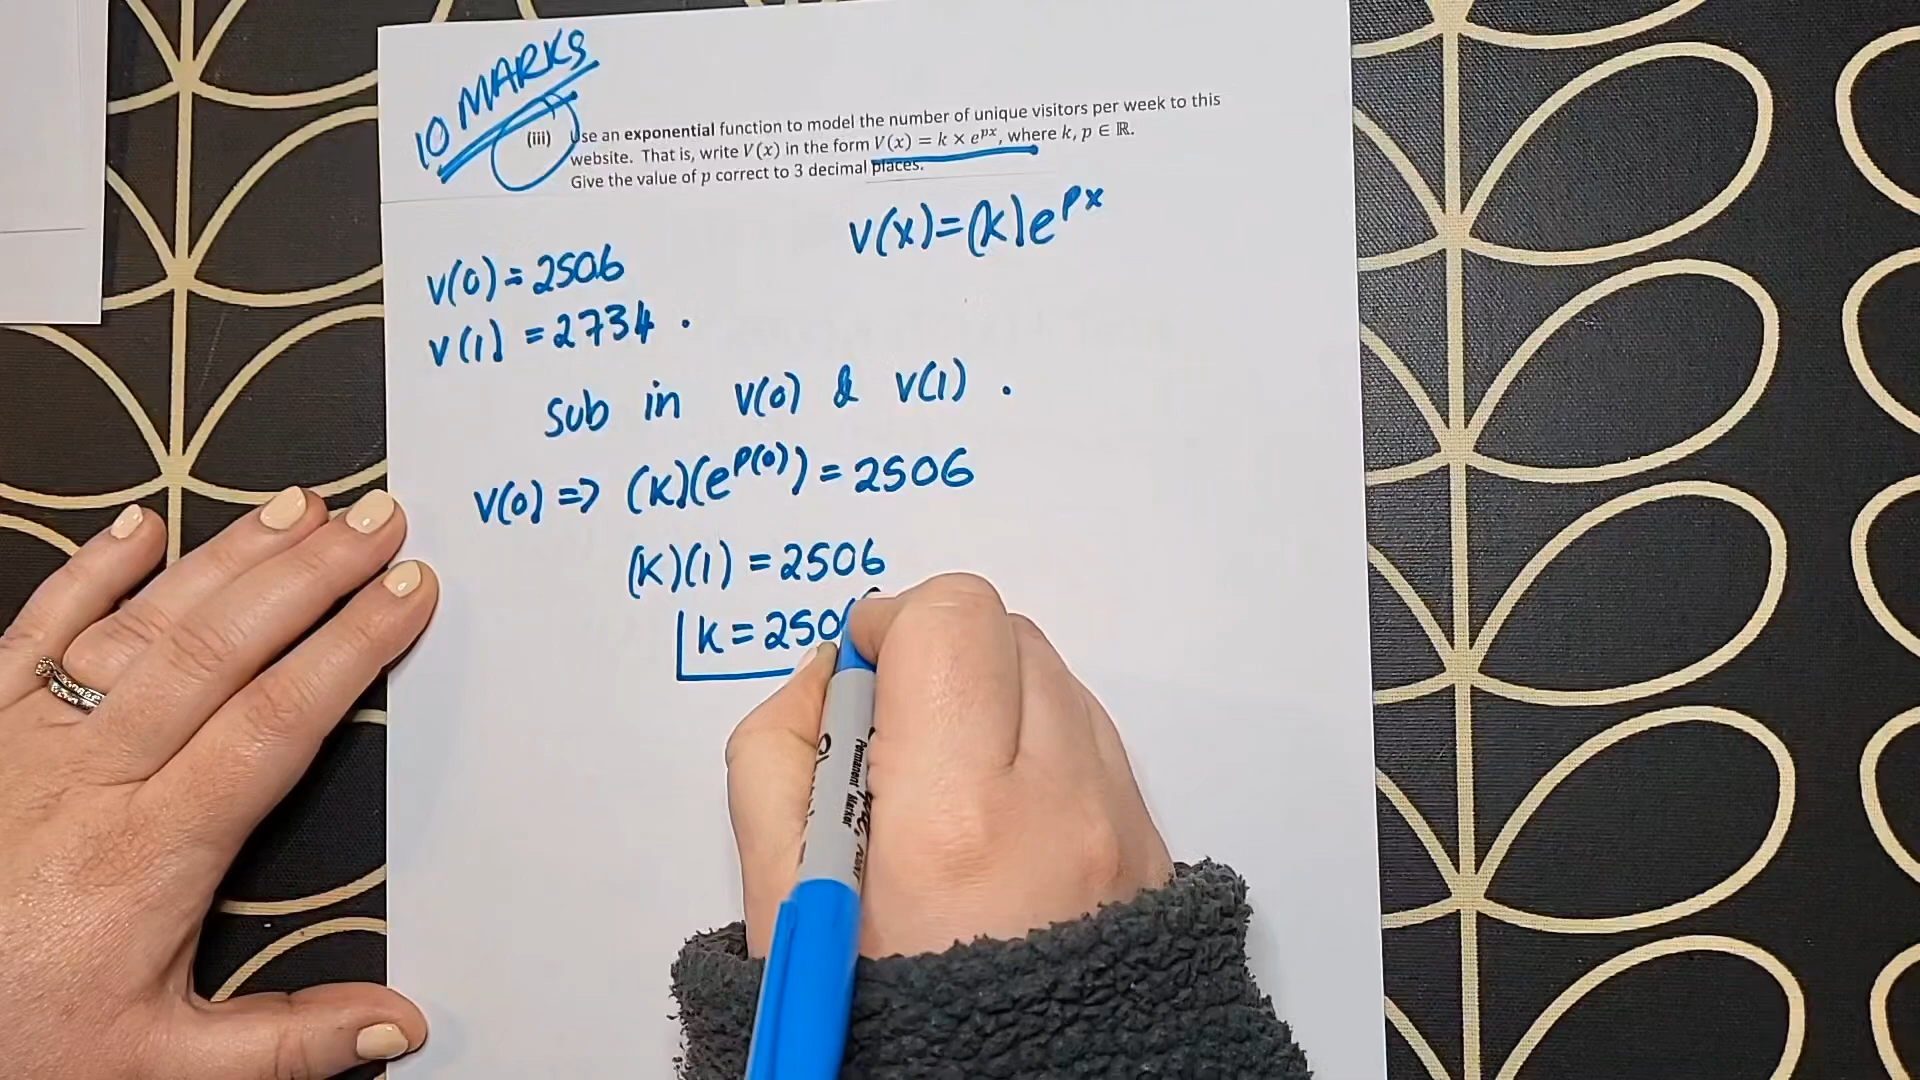 10 MARKS
(iii) Use an exponential function to model the number of unique visitors per week to this
website. That is, write V(x) in the form V(x) = k × e^px, where k, p ∈ ℝ.
Give the value of p correct to 3 decimal places.
V(x)=(k)e^px
V(0)=2506
V(1)=2734.
Sub in V(0) & V(1).
V(0) => (k)(e^p(0))=2506
(k)(1)=2506
k=250
Permanent Marker